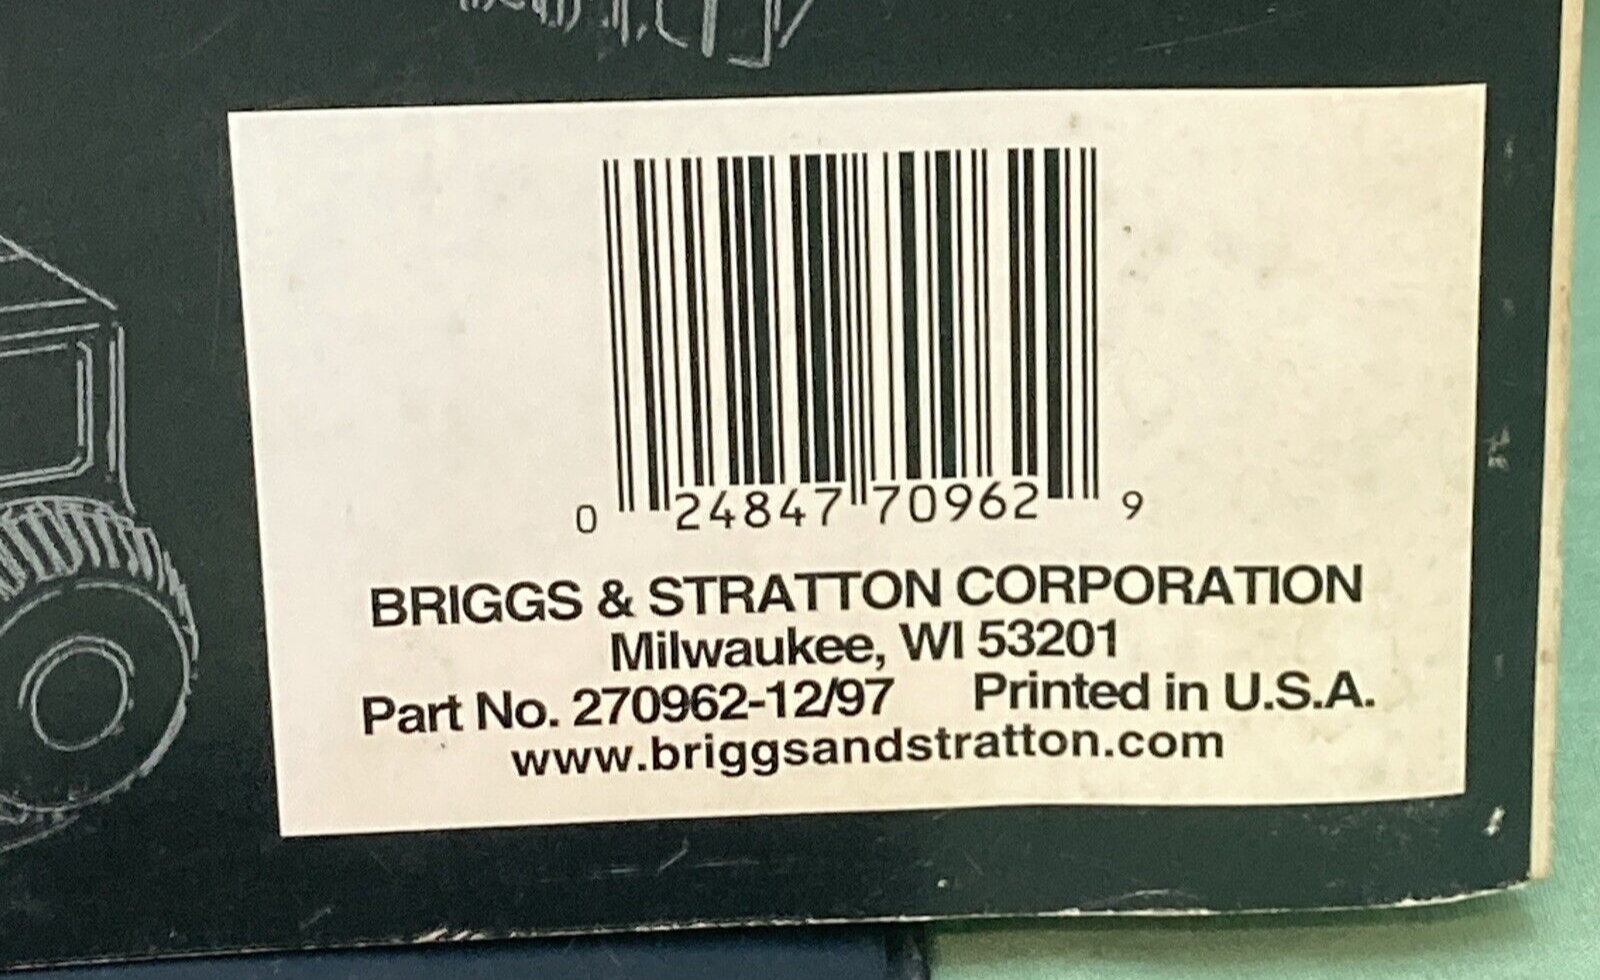 0 24847 70962 9
BRIGGS & STRATTON CORPORATION
Milwaukee, WI 53201
Part No. 270962-12/97 Printed in U.S.A.
www.briggsandstratton.com